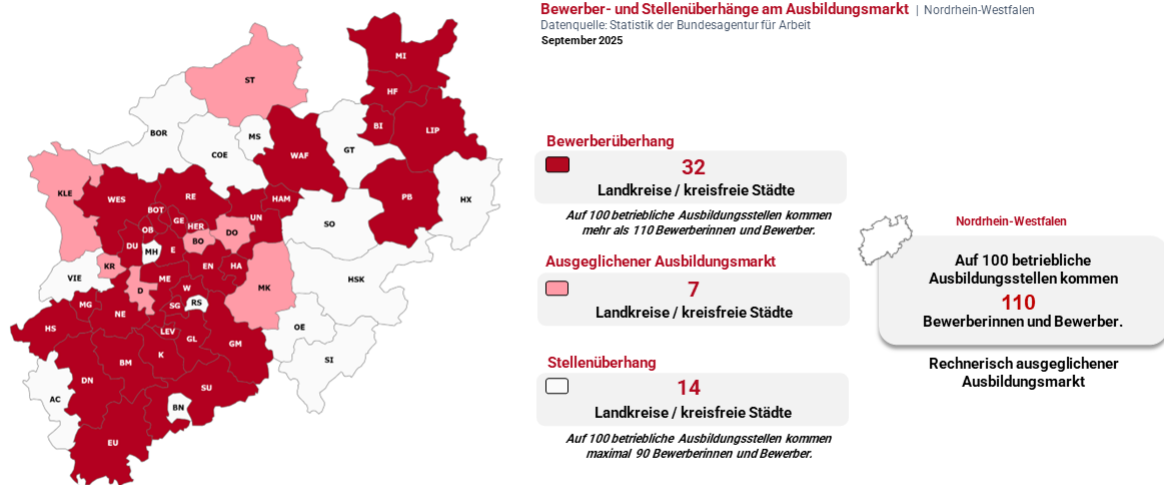 Bewerber- und Stellenüberhänge am Ausbildungsmarkt | Nordrhein-Westfalen
Datenquelle: Statistik der Bundesagentur für Arbeit
September 2025
MI
ST
HF
BI
LIP
BOR
MS
COE
WAF
GT
KLE
WES
RE
HAM
PB
HX
BOT
GE
HER
UN
SO
OB
DU
MH
E
BO
DO
VIE
KR
EN
HA
HSK
ME
D
W
MK
MG
NE
SG
RS
HS
LEV
GL
GM
OE
BM
K
SI
DN
SU
AC
BN
EU
Bewerberüberhang
32
Landkreise / kreisfreie Städte
Auf 100 betriebliche Ausbildungsstellen kommen
mehr als 110 Bewerberinnen und Bewerber.
Ausgeglichener Ausbildungsmarkt
7
Landkreise / kreisfreie Städte
Stellenüberhang
14
Landkreise / kreisfreie Städte
Auf 100 betriebliche Ausbildungsstellen kommen
maximal 90 Bewerberinnen und Bewerber.
Nordrhein-Westfalen
Auf 100 betriebliche
Ausbildungsstellen kommen
110
Bewerberinnen und Bewerber.
Rechnerisch ausgeglichener
Ausbildungsmarkt